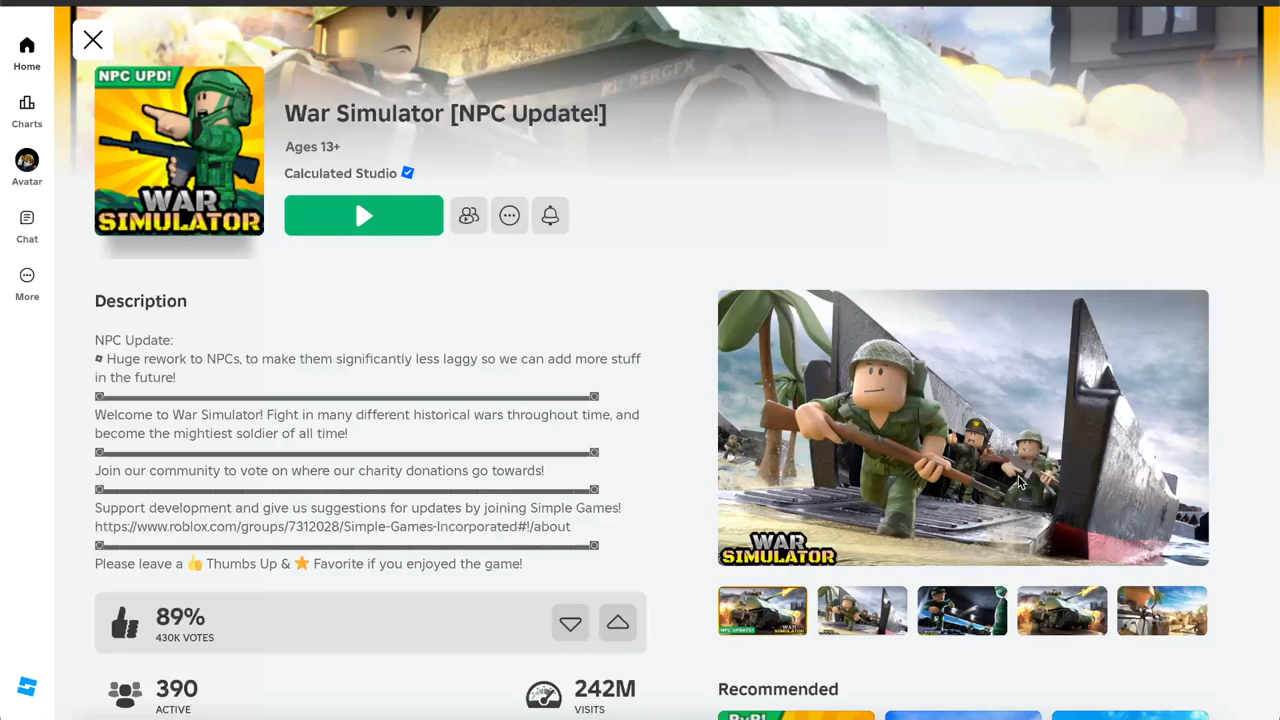 NPC UPD!
WAR
SIMULATOR
War Simulator [NPC Update!]
Ages 13+
Calculated Studio
Home
Charts
Avatar
Chat
More
Description
NPC Update:
Huge rework to NPCs, to make them significantly less laggy so we can add more stuff
in the future!
Welcome to War Simulator! Fight in many different historical wars throughout time, and
become the mightiest soldier of all time!
Join our community to vote on where our charity donations go towards!
Support development and give us suggestions for updates by joining Simple Games!
https://www.roblox.com/groups/7312028/Simple-Games-Incorporated#!/about
Please leave a 👍 Thumbs Up & ⭐ Favorite if you enjoyed the game!
89%
430K VOTES
390
ACTIVE
242M
VISITS
WAR
SIMULATOR
Recommended